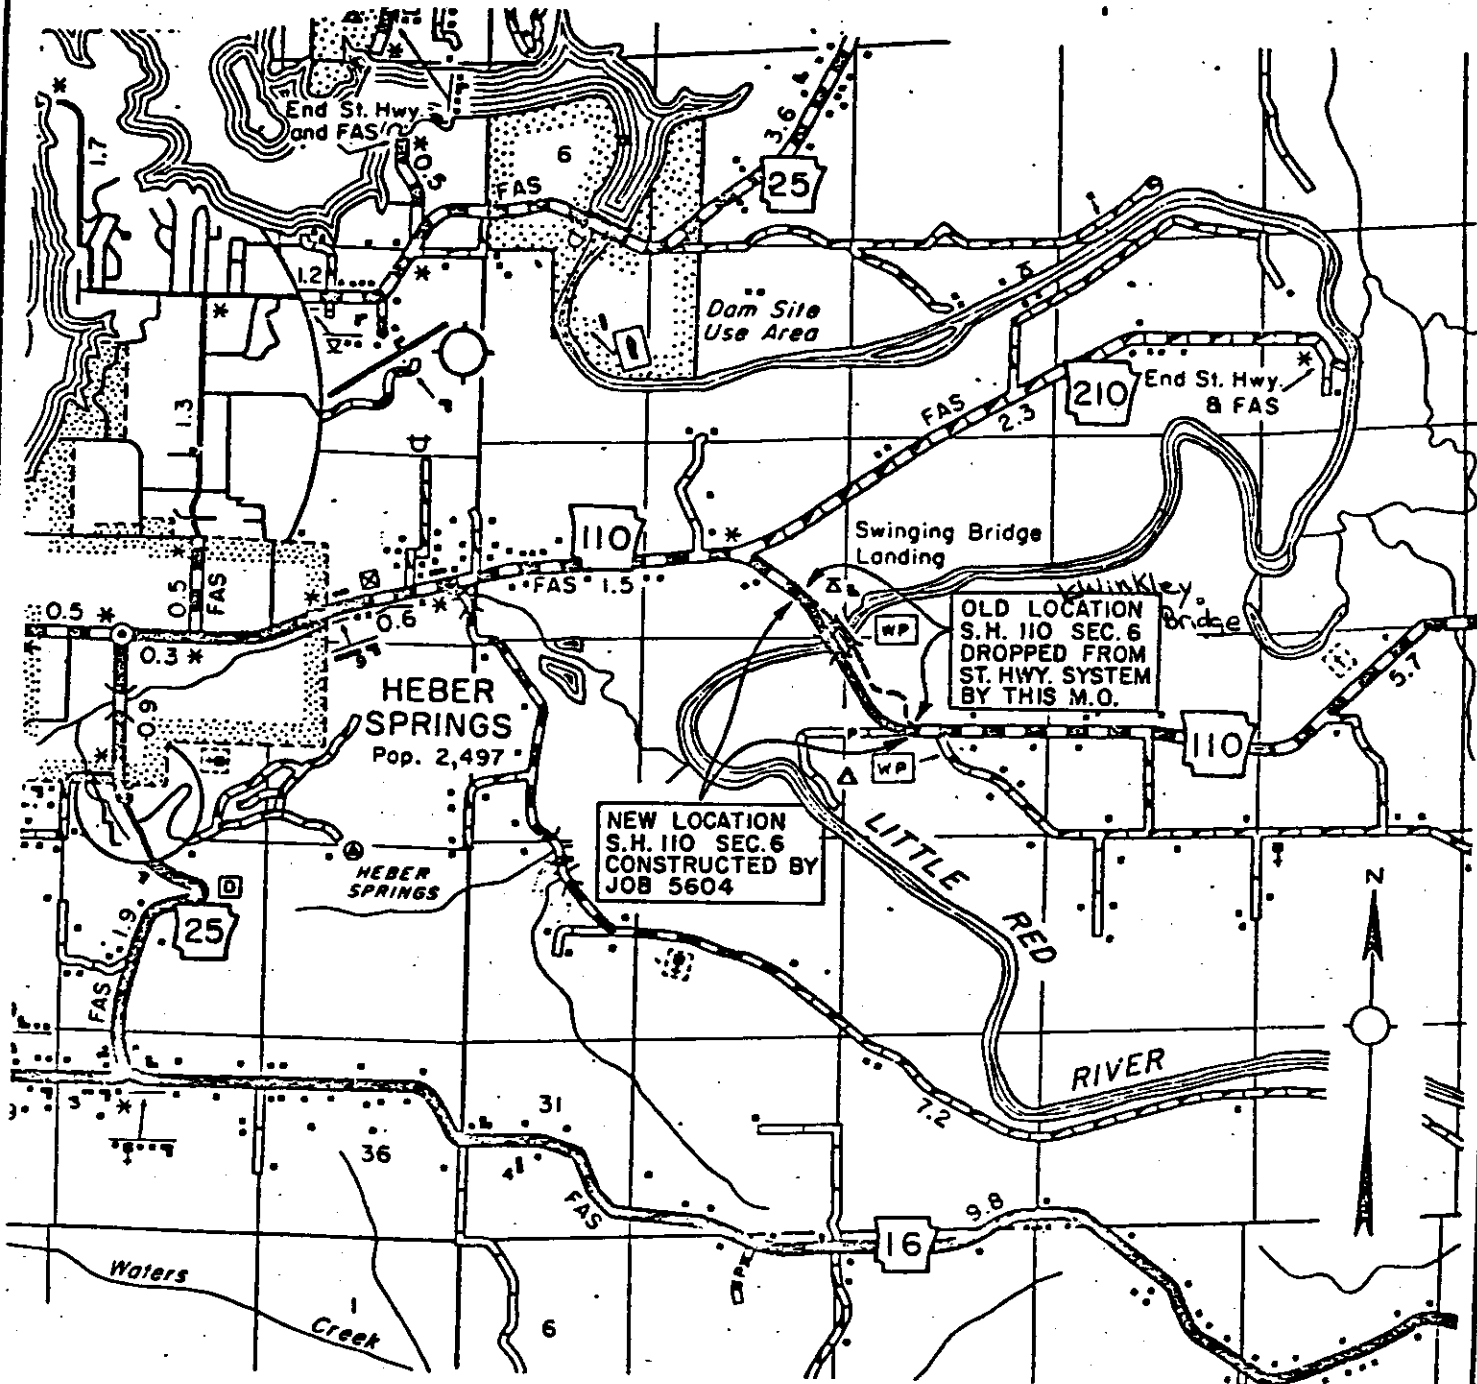 End St. Hwy.
and FAS
1.7
0.5
6
FAS
3.6
25
1.2
Dam Site
Use Area
1.3
FAS
2.3
210
End St. Hwy.
& FAS
110
FAS 1.5
Swinging Bridge
Landing
0.5
0.5
FAS
0.6
0.3
WP
Winkley
Bridge
OLD LOCATION
S.H. 110 SEC. 6
DROPPED FROM
ST. HWY. SYSTEM
BY THIS M.O.
5.7
0.9
HEBER
SPRINGS
Pop. 2,497
P
110
WP
NEW LOCATION
S.H. 110 SEC. 6
CONSTRUCTED BY
JOB 5604
HEBER
SPRINGS
D
25
1.9
FAS
LITTLE
RED
RIVER
N
7.2
3
31
36
4
FAS
9.8
16
Waters
Creek
1
6